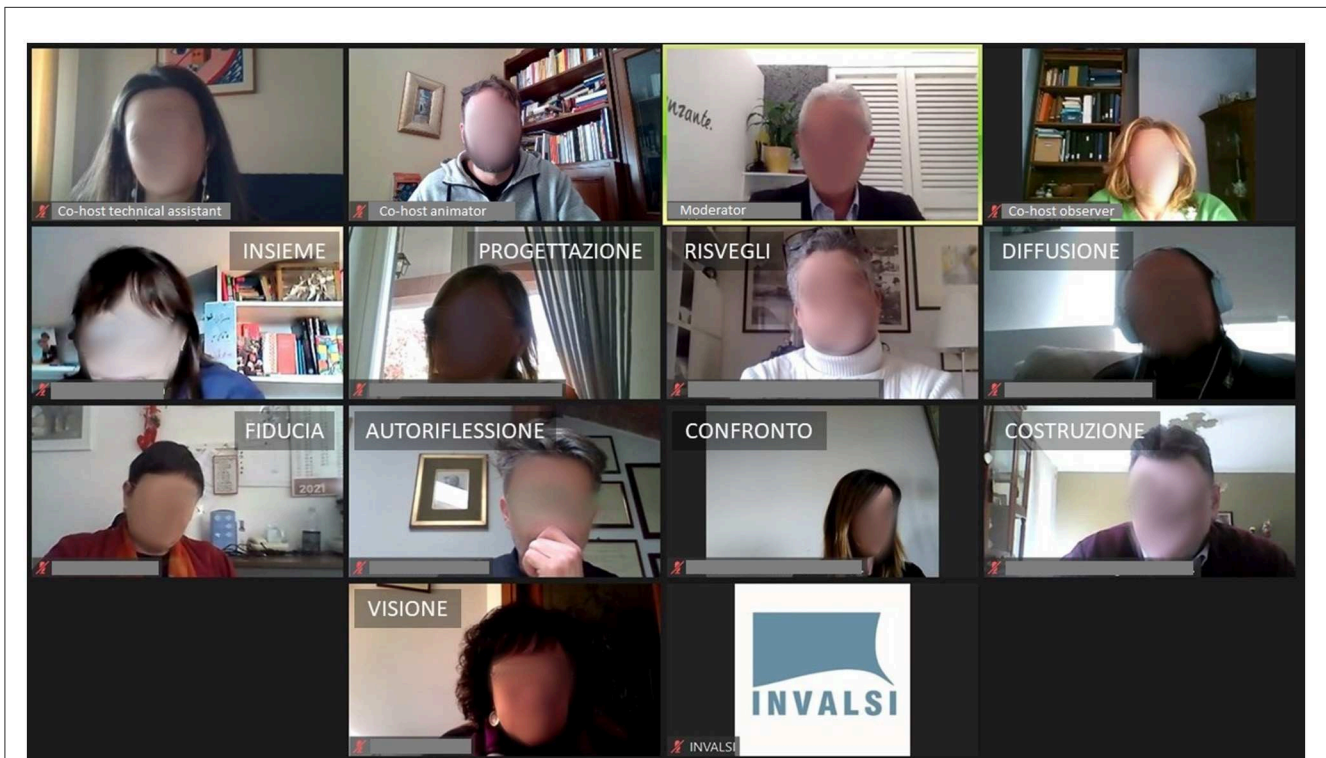 nzante.
Co-host technical assistant
Co-host animator
Moderator
Co-host observer
INSIEME
PROGETTAZIONE
RISVEGLI
DIFFUSIONE
FIDUCIA
2021
AUTORIFLESSIONE
CONFRONTO
COSTRUZIONE
VISIONE
INVALSI
INVALSI